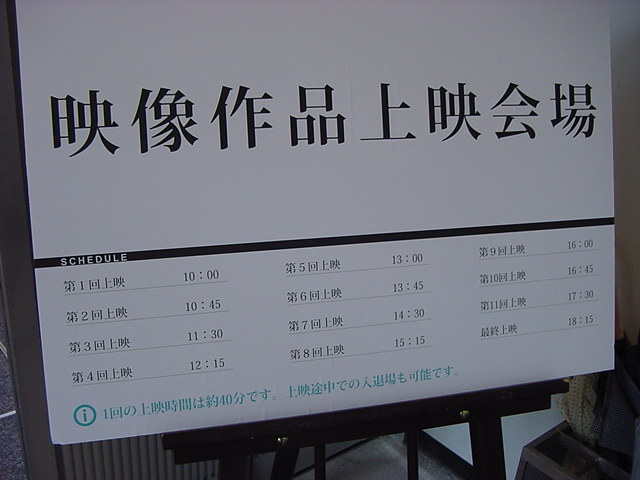 映像作品上映会場
SCHEDULE
第1回上映 10：00
第2回上映 10：45
第3回上映 11：30
第4回上映 12：15
第5回上映 13：00
第6回上映 13：45
第7回上映 14：30
第8回上映 15：15
第9回上映 16：00
第10回上映 16：45
第11回上映 17：30
最終上映 18：15
i 1回の上映時間は約40分です。上映途中での入退場も可能です。